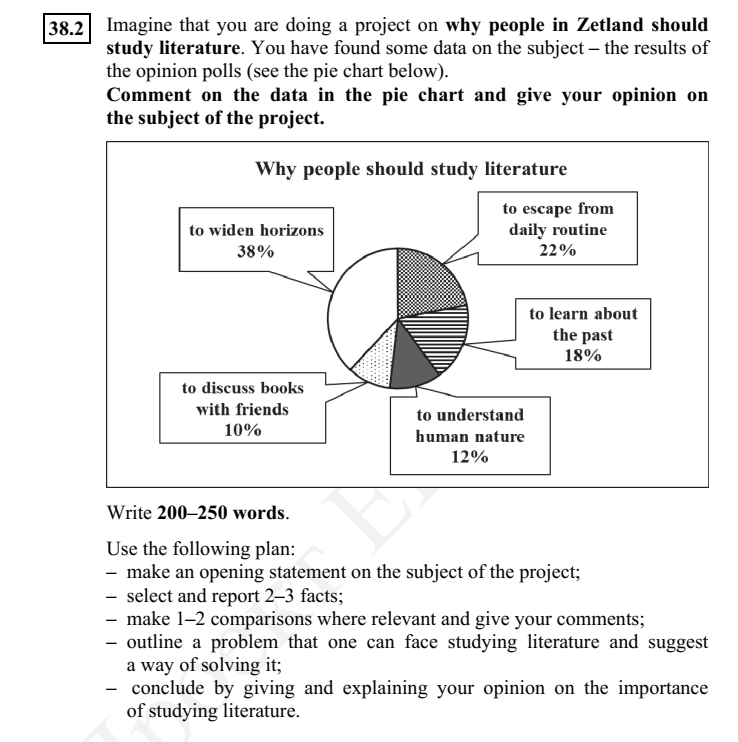 38.2 Imagine that you are doing a project on why people in Zetland should
study literature. You have found some data on the subject – the results of
the opinion polls (see the pie chart below).
Comment on the data in the pie chart and give your opinion on
the subject of the project.
Why people should study literature
to widen horizons
38%
to escape from
daily routine
22%
to learn about
the past
18%
to discuss books
with friends
10%
to understand
human nature
12%
Write 200–250 words.
Use the following plan:
– make an opening statement on the subject of the project;
– select and report 2–3 facts;
– make 1–2 comparisons where relevant and give your comments;
– outline a problem that one can face studying literature and suggest
a way of solving it;
– conclude by giving and explaining your opinion on the importance
of studying literature.